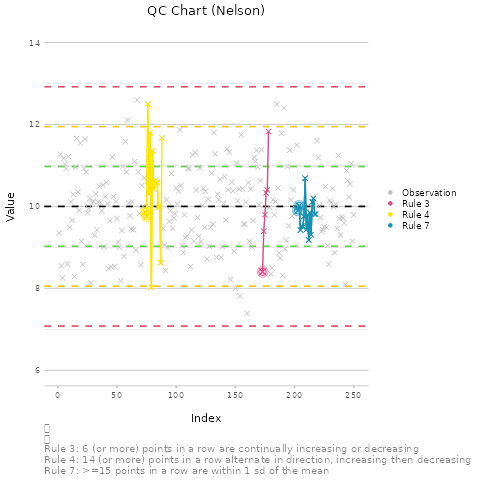 QC Chart (Nelson)
14
12
10
8
6
Value
0
50
100
150
200
250
Index
Observation
Rule 3
Rule 4
Rule 7
Rule 3: 6 (or more) points in a row are continually increasing or decreasing
Rule 4: 14 (or more) points in a row alternate in direction, increasing then decreasing
Rule 7: >=15 points in a row are within 1 sd of the mean